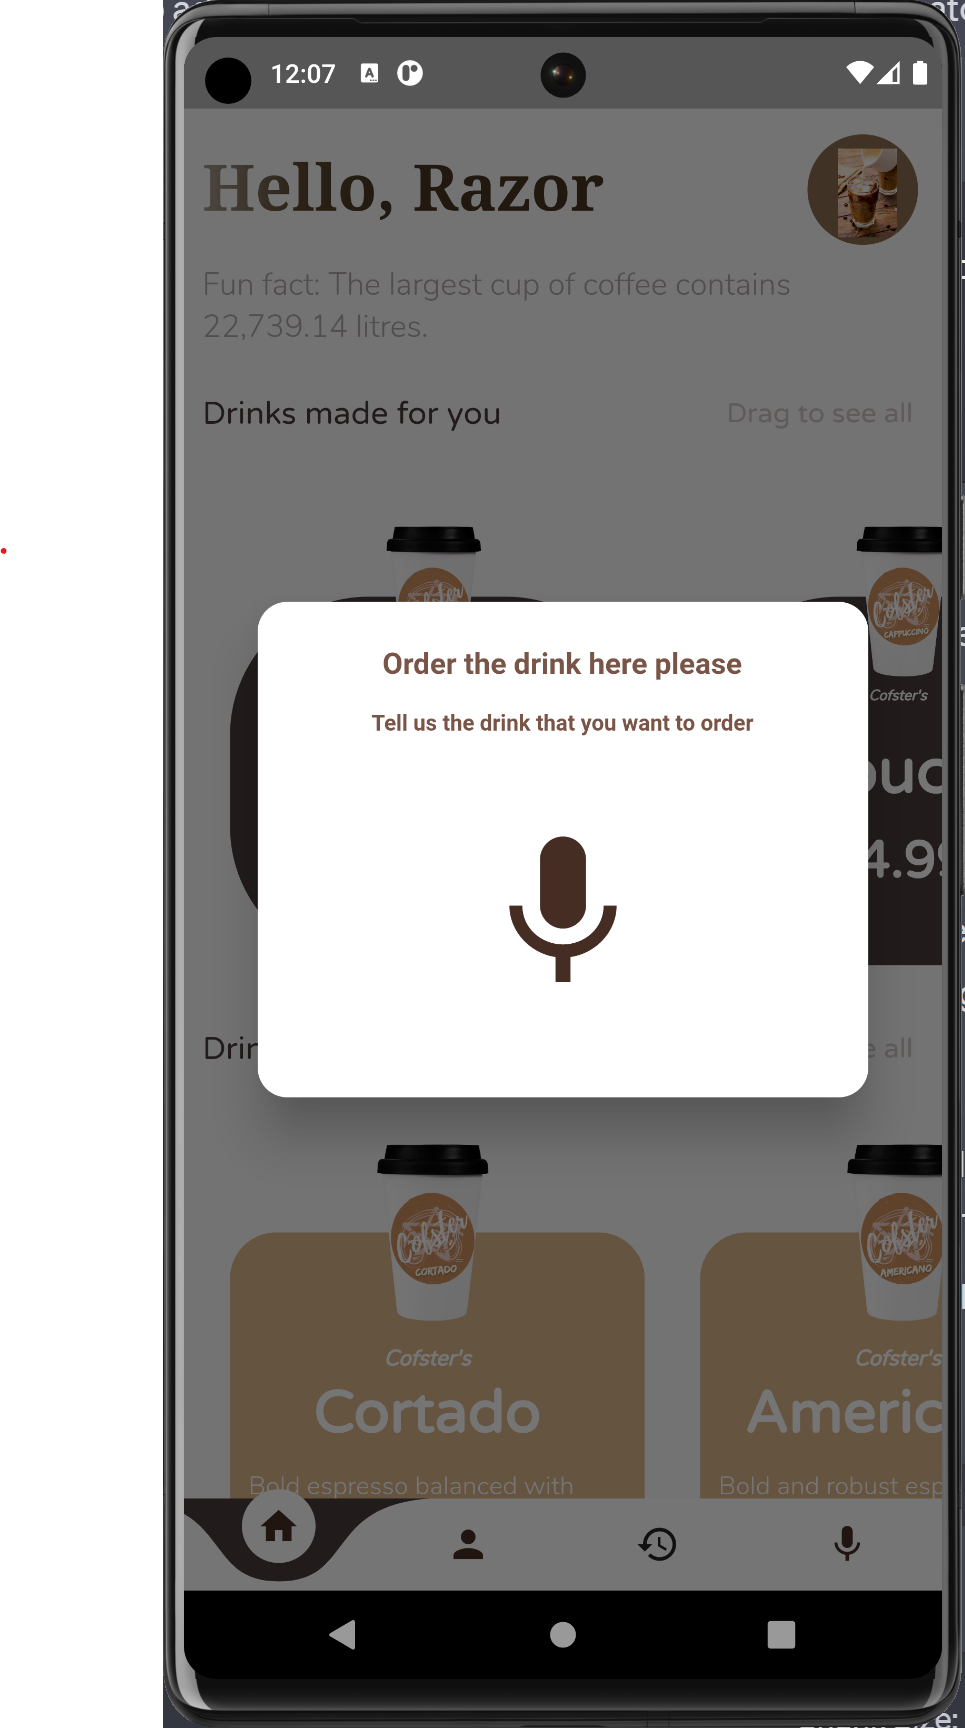 12:07
Hello, Razor
Fun fact: The largest cup of coffee contains
22,739.14 litres.
Drinks made for you
Drag to see all
Cofster
CAPPUCCINO
Cofster's
4.99
Order the drink here please
Tell us the drink that you want to order
all
Cofster
CORTADO
Cofster
AMERICANO
Cofster's
Cofster's
Cortado
Americ
Bold espresso balanced with
Bold and robust esp